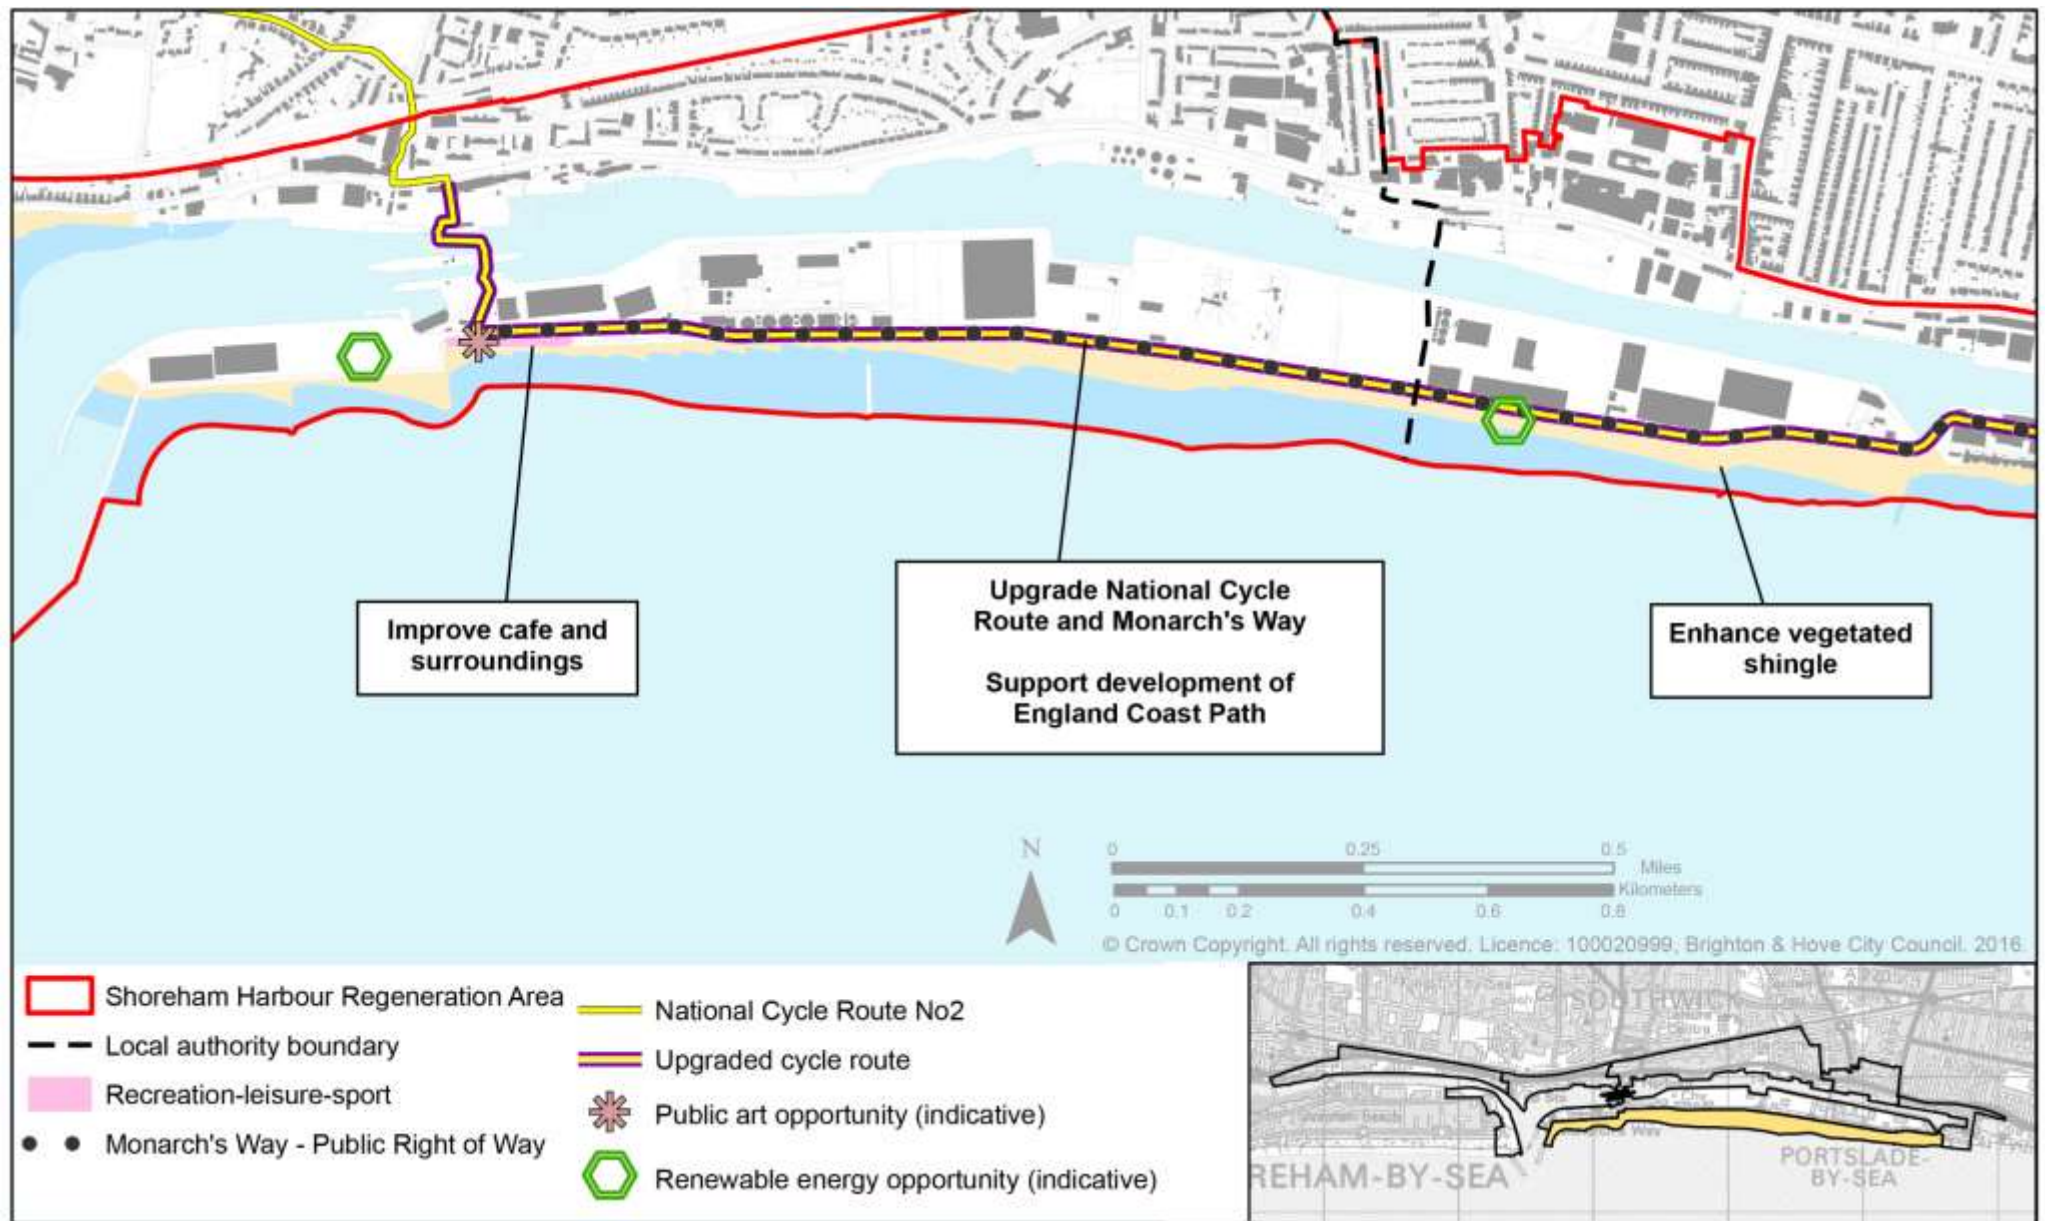 Improve cafe and
surroundings
Upgrade National Cycle
Route and Monarch's Way
Support development of
England Coast Path
Enhance vegetated
shingle
N
0 0.25 0.5
Miles
Kilometers
0 0.1 0.2 0.4 0.6 0.8
© Crown Copyright. All rights reserved. Licence: 100020999, Brighton & Hove City Council. 2016.
Shoreham Harbour Regeneration Area
Local authority boundary
Recreation-leisure-sport
Monarch's Way - Public Right of Way
National Cycle Route No2
Upgraded cycle route
Public art opportunity (indicative)
Renewable energy opportunity (indicative)
SOUTHWICK
REHAM-BY-SEA
PORTSLADE-
BY-SEA